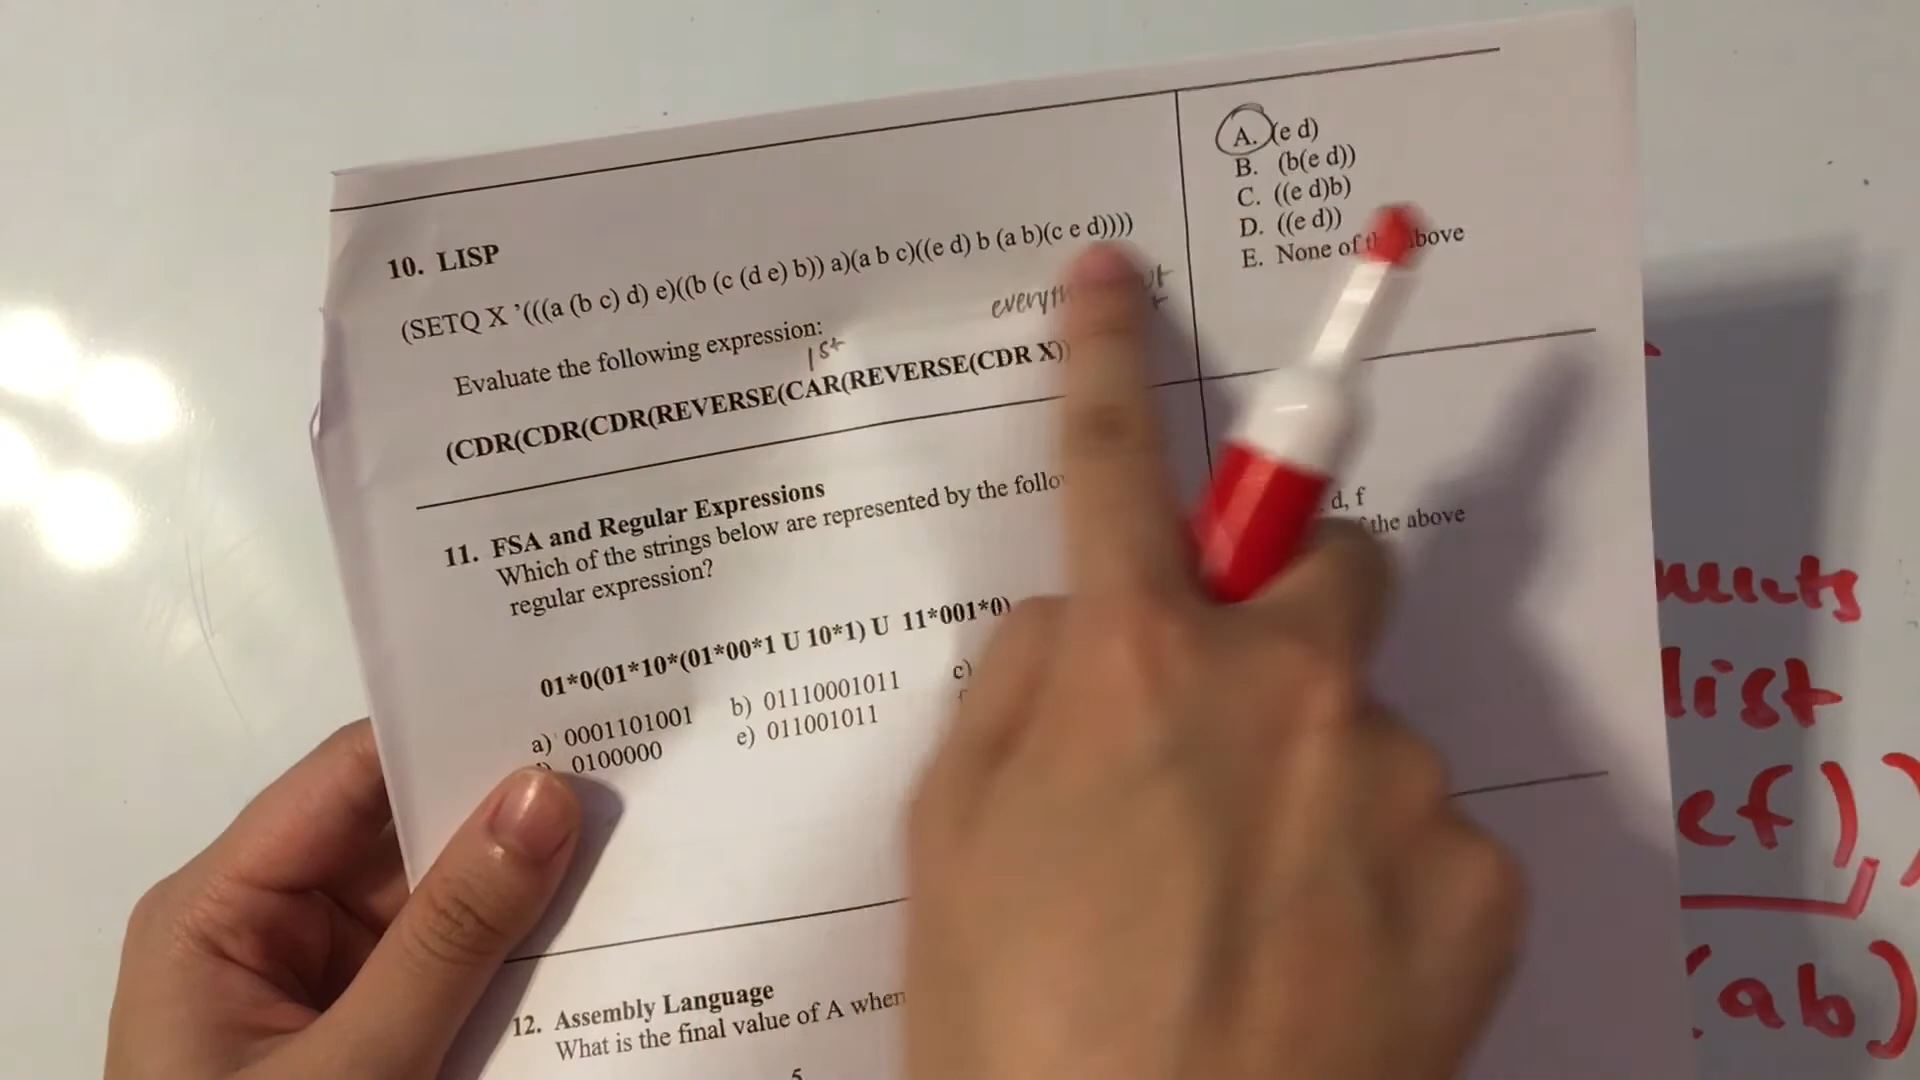 10. LISP
(SETQ X ’(((a (b c) d) e)((b (c (d e) b)) a)(a b c)((e d) b (a b)(c e d))))
Evaluate the following expression:
1st
(CDR(CDR(CDR(REVERSE(CAR(REVERSE(CDR X)
A. (e d)
B. (b(e d))
C. ((e d)b)
D. ((e d))
E. None of above
11. FSA and Regular Expressions
Which of the strings below are represented by the
regular expression?
01*0(01*10*(01*00*1 U 10*1) U 11*001*0)
a) 0001101001 b) 01110001011 c)
0100000 e) 011001011
d, f
the above
12. Assembly Language
What is the final value of A when
5
list
ef),)
(ab)